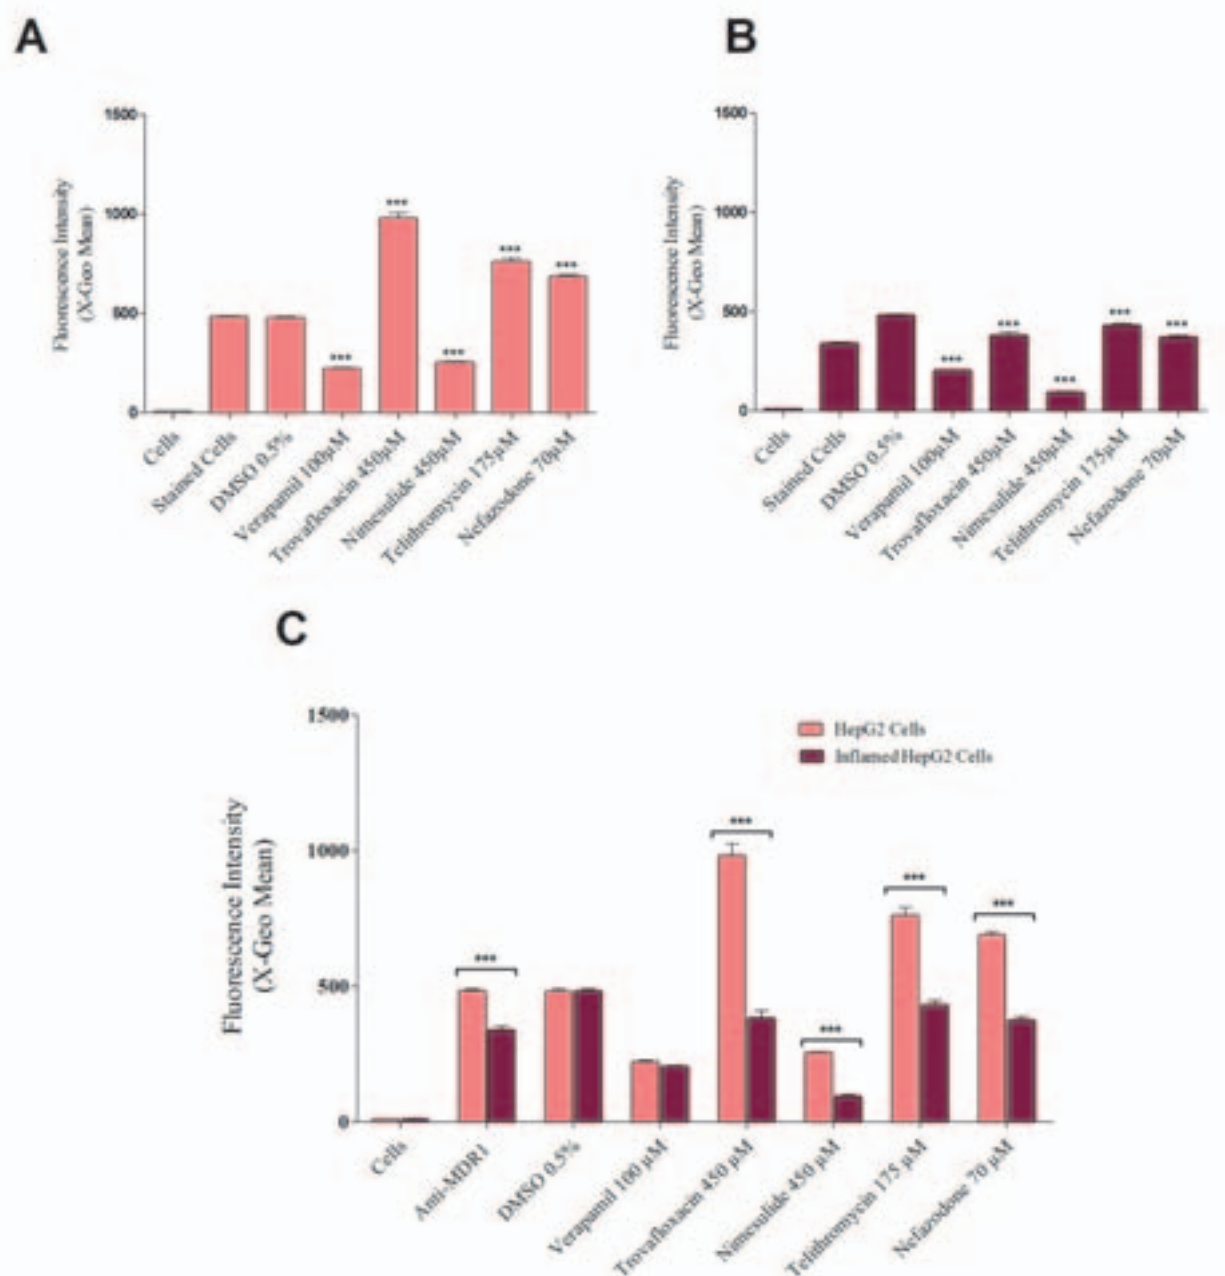 A
1500
1000
500
0
Fluorescence Intensity
(X-Geo Mean)
***
***
***
***
***
Cells
Stained Cells
DMSO 0.5%
Verapamil 100µM
Trovafloxacin 450µM
Nimesulide 450µM
Telithromycin 175µM
Nefazodone 70µM
B
1500
1000
500
0
Fluorescence Intensity
(X-Geo Mean)
***
***
***
***
***
Cells
Stained Cells
DMSO 0.5%
Verapamil 100µM
Trovafloxacin 450µM
Nimesulide 450µM
Telithromycin 175µM
Nefazodone 70µM
C
1500
1000
500
0
Fluorescence Intensity
(X-Geo Mean)
HepG2 Cells
Inflamed HepG2 Cells
***
***
***
***
***
Cells
Anti-MDR1
DMSO 0.5%
Verapamil 100 µM
Trovafloxacin 450 µM
Nimesulide 450 µM
Telithromycin 175 µM
Nefazodone 70 µM